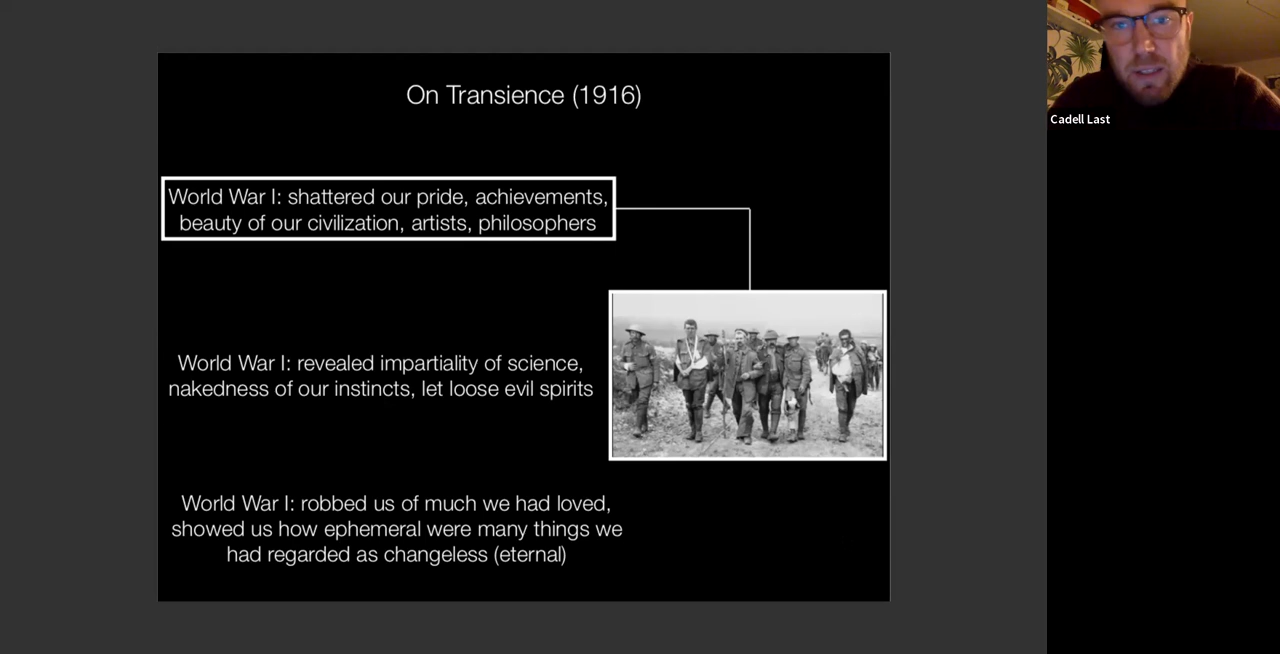 On Transience (1916)
World War I: shattered our pride, achievements,
beauty of our civilization, artists, philosophers
World War I: revealed impartiality of science,
nakedness of our instincts, let loose evil spirits
World War I: robbed us of much we had loved,
showed us how ephemeral were many things we
had regarded as changeless (eternal)
Cadell Last